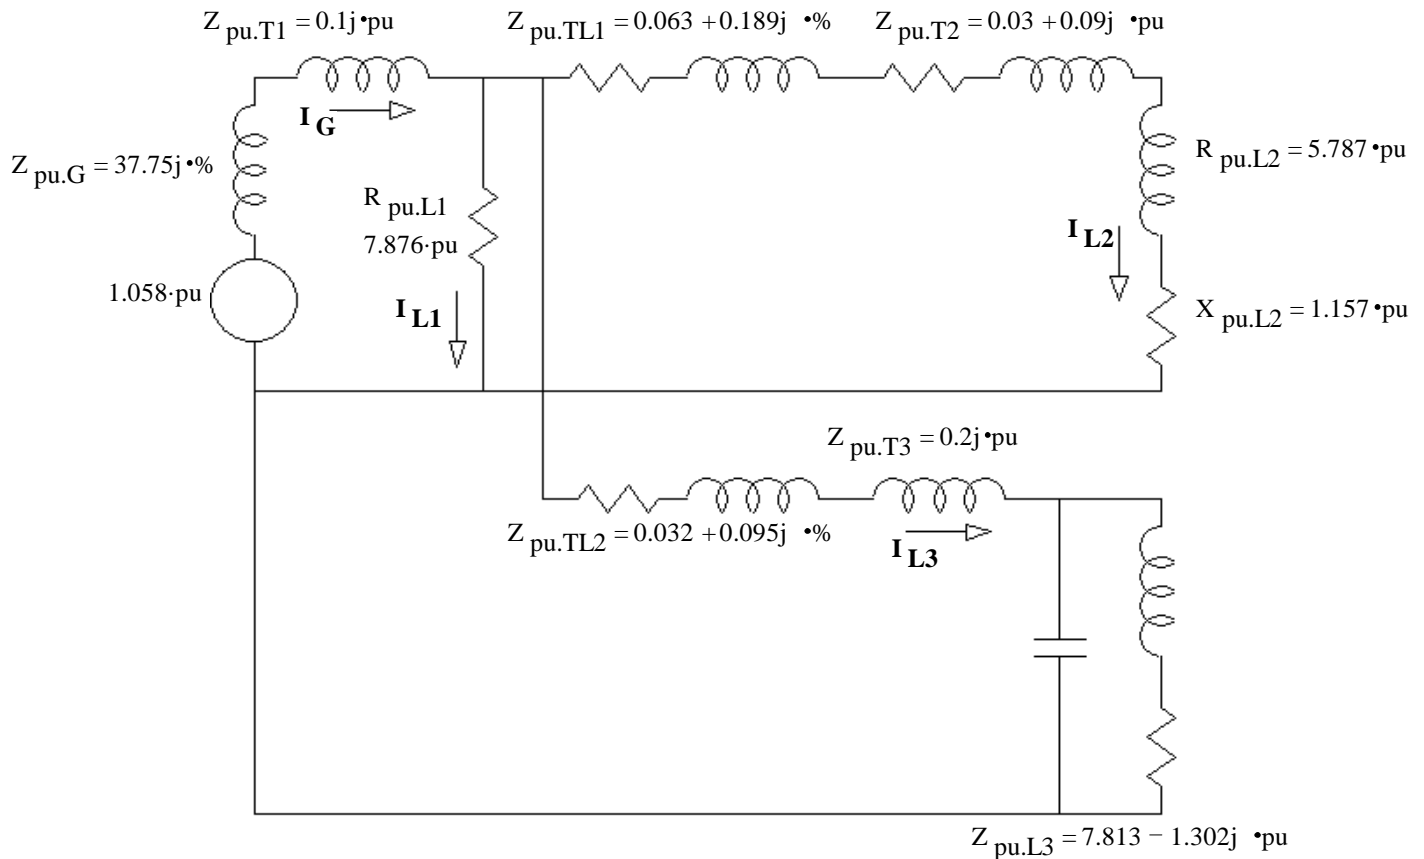 Z pu.T1 = 0.1j•pu
Z pu.TL1 = 0.063 + 0.189j •%
Z pu.T2 = 0.03 + 0.09j •pu
I G
Z pu.G = 37.75j•%
R pu.L1
7.876·pu
R pu.L2 = 5.787•pu
I L2
1.058·pu
I L1
X pu.L2 = 1.157•pu
Z pu.T3 = 0.2j•pu
Z pu.TL2 = 0.032 + 0.095j •%
I L3
Z pu.L3 = 7.813 − 1.302j •pu